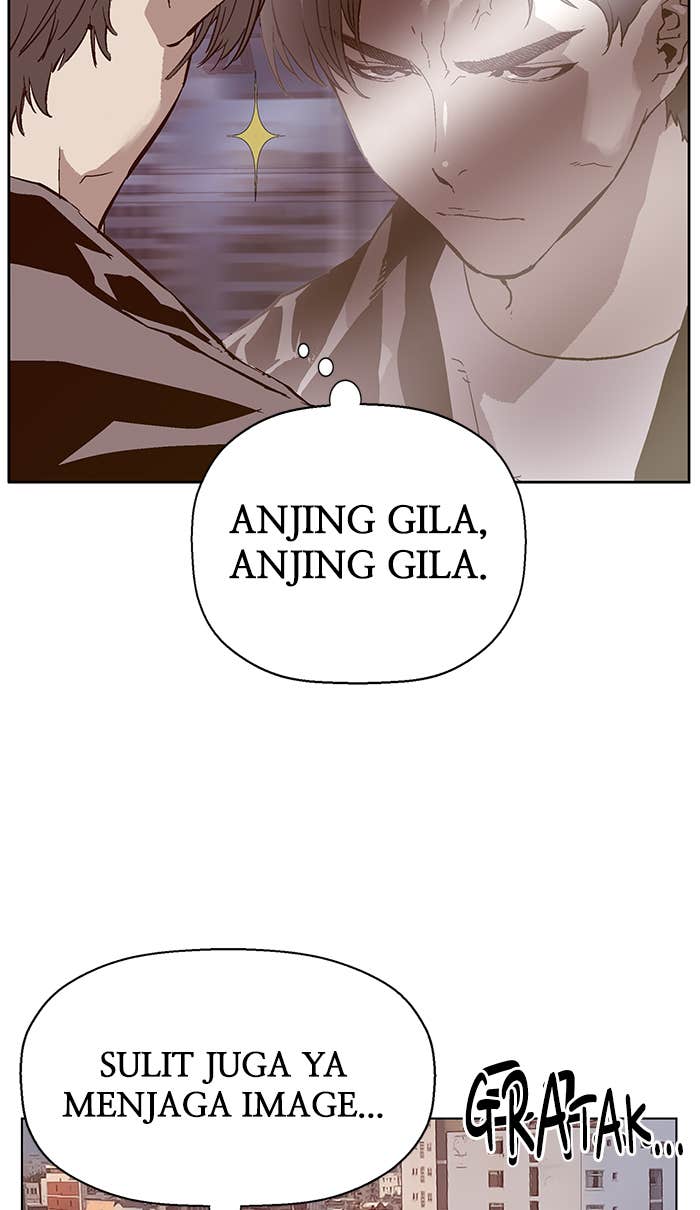 ANJING GILA,
ANJING GILA.
SULIT JUGA YA
MENJAGA IMAGE...
GRATAK...